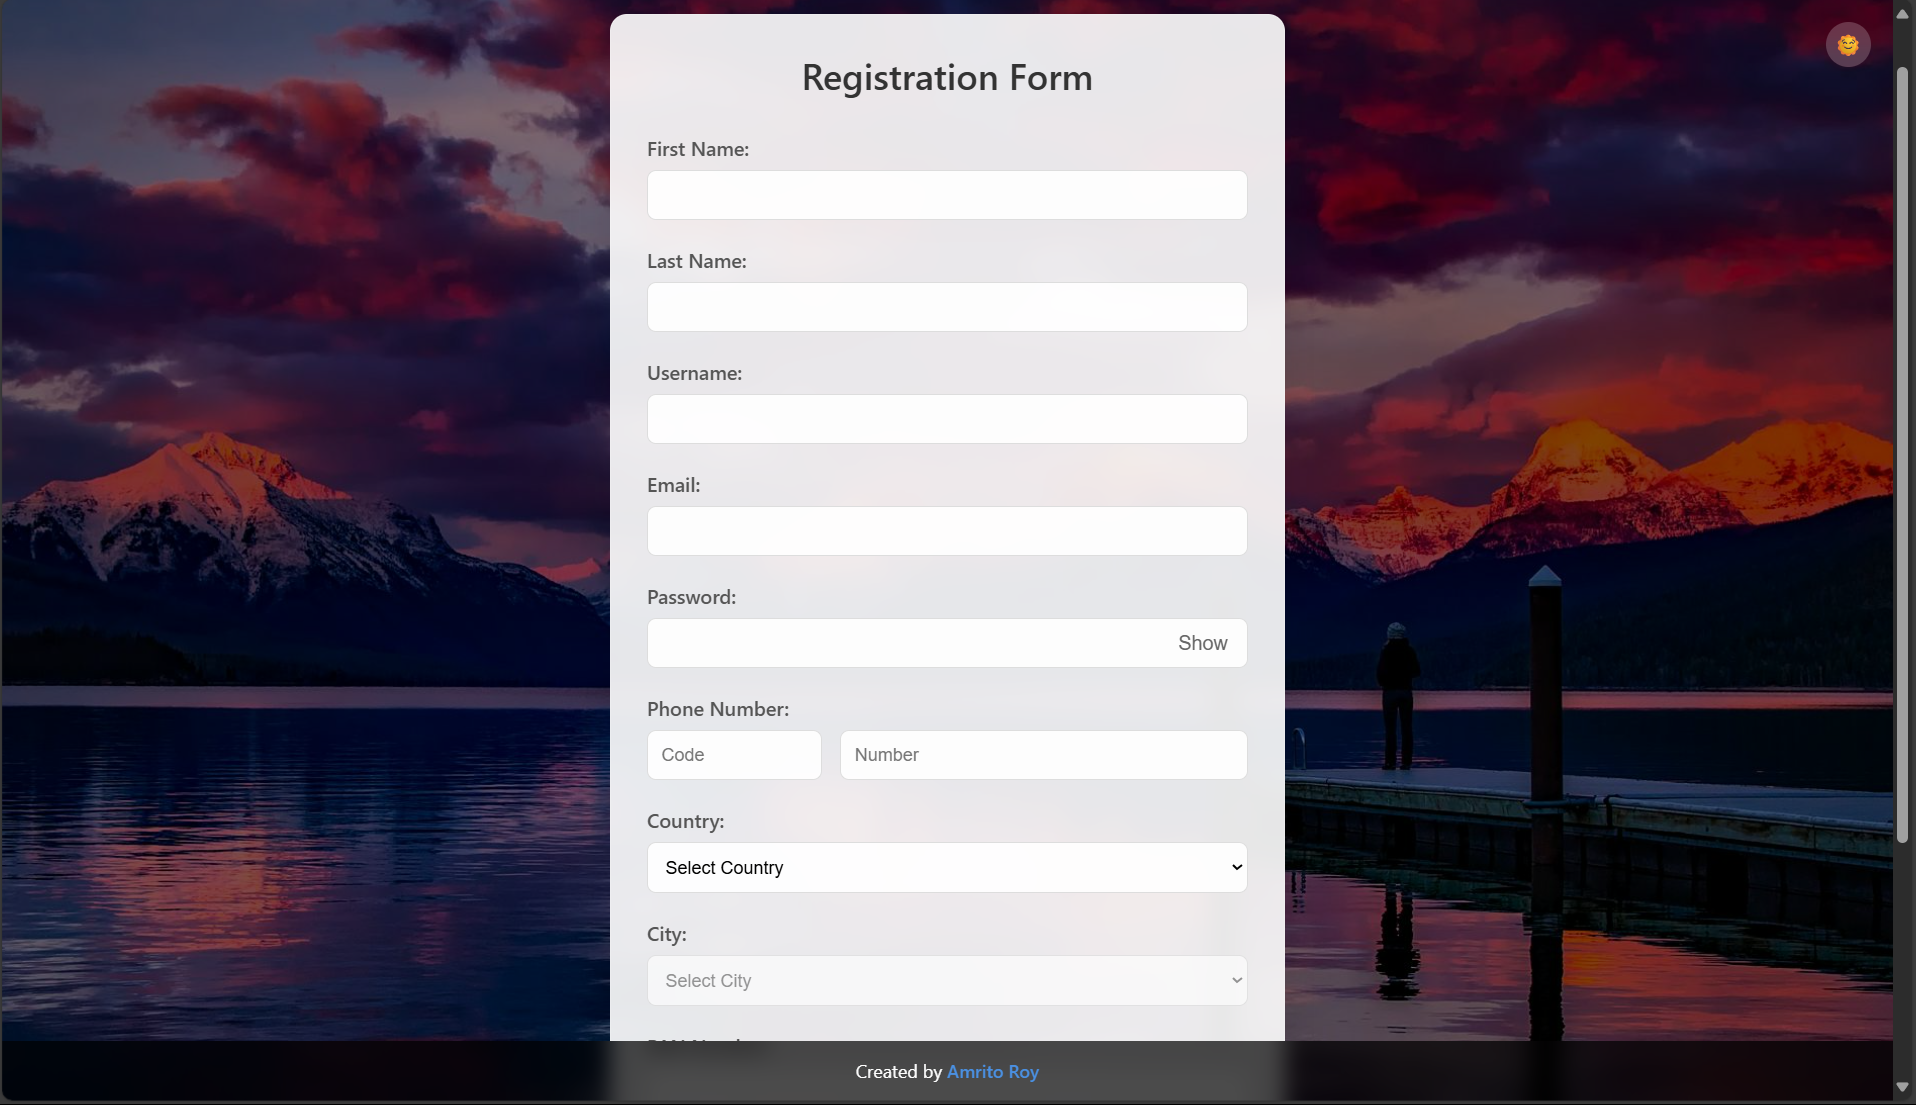 Registration Form
First Name:
Last Name:
Username:
Email:
Password:
Show
Phone Number:
Code
Number
Country:
Select Country
City:
Select City
Created by Amrito Roy